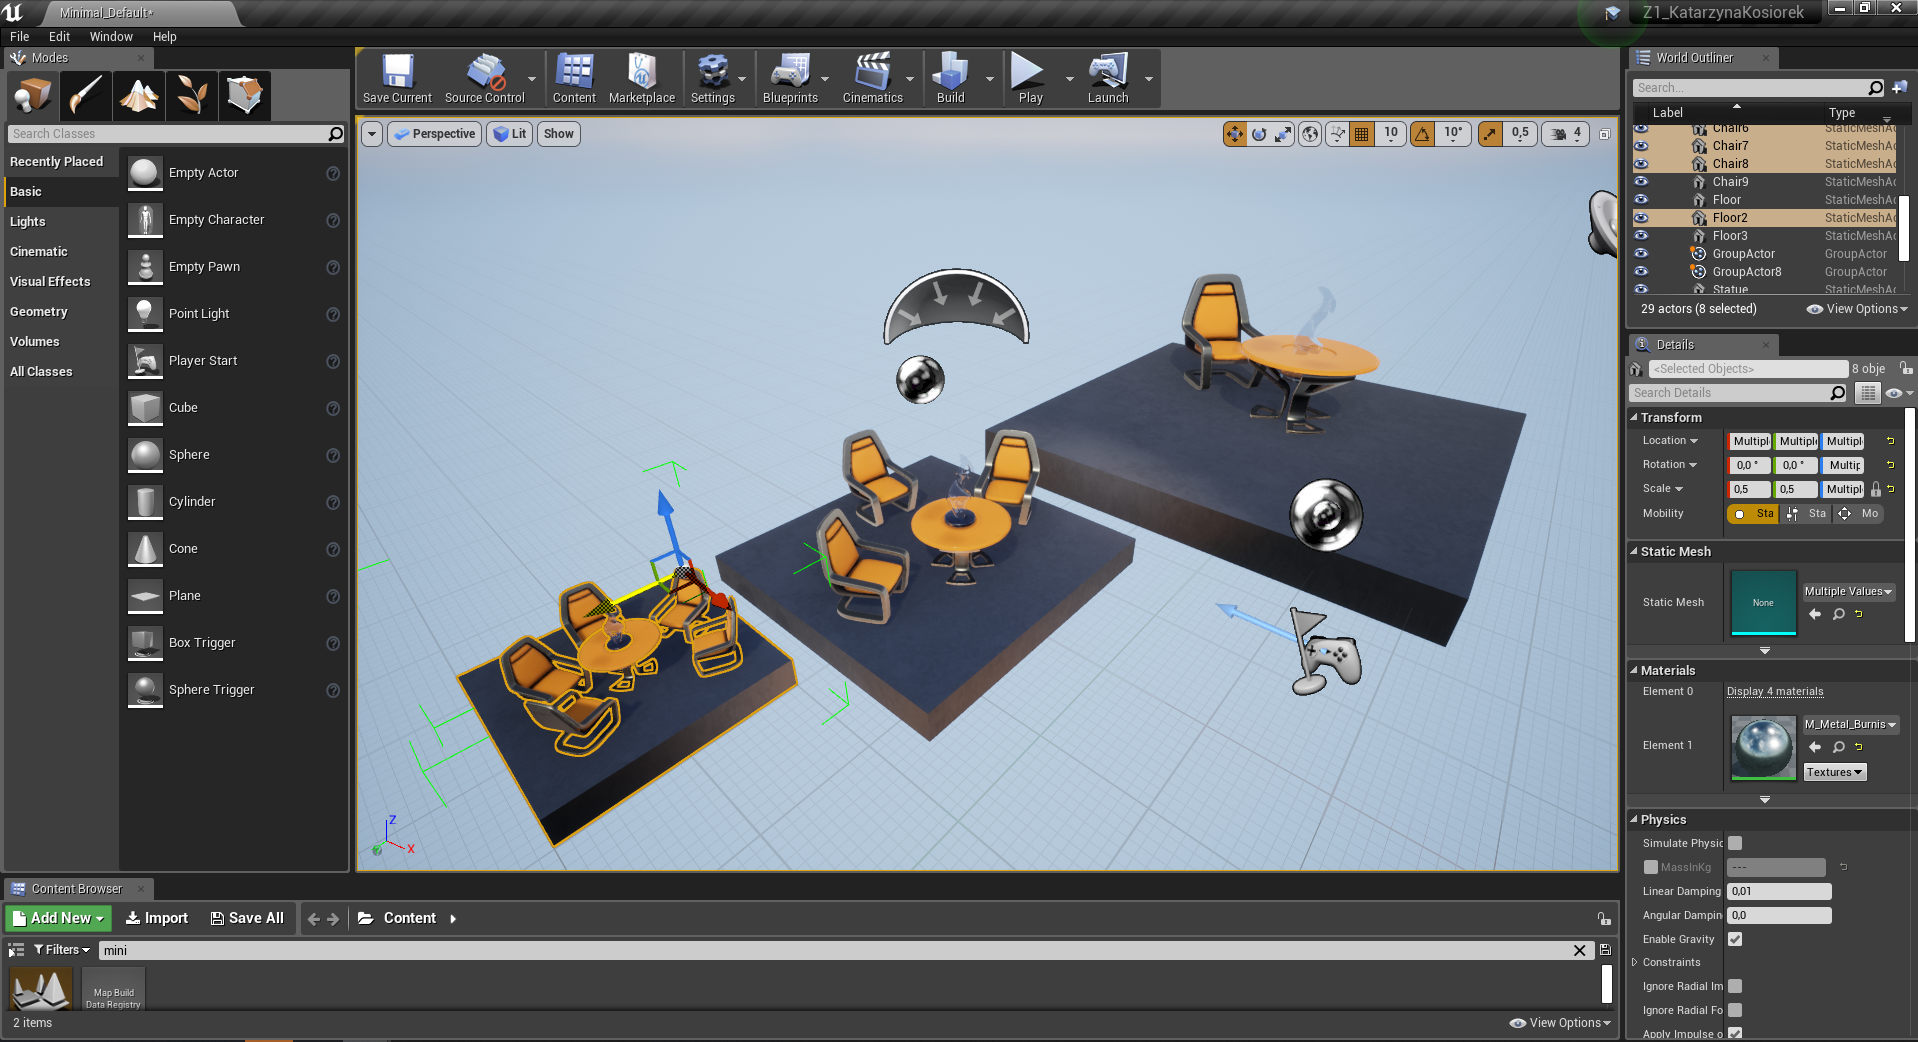 Minimal_Default*
Z1_KatarzynaKosiorek
File Edit Window Help
Modes
Search Classes
Recently Placed
Basic
Lights
Cinematic
Visual Effects
Geometry
Volumes
All Classes
Empty Actor
Empty Character
Empty Pawn
Point Light
Player Start
Cube
Sphere
Cylinder
Cone
Plane
Box Trigger
Sphere Trigger
Save Current Source Control Content Marketplace Settings Blueprints Cinematics Build Play Launch
Perspective Lit Show
10 10° 0,5 4
Z
X
World Outliner
Search...
Label Type
Chair6 StaticMeshAc
Chair7 StaticMeshAc
Chair8 StaticMeshAc
Chair9 StaticMeshAc
Floor StaticMeshAc
Floor2 StaticMeshAc
Floor3 StaticMeshAc
GroupActor GroupActor
GroupActor8 GroupActor
Statue StaticMeshAc
29 actors (8 selected) View Options
Details
<Selected Objects> 8 obje
Search Details
Transform
Location Multipl Multipl Multipl
Rotation 0,0 ° 0,0 ° Multip
Scale 0,5 0,5 Multipl
Mobility Sta Sta Mo
Static Mesh
Static Mesh None Multiple Values
Materials
Element 0 Display 4 materials
Element 1 M_Metal_Burnis
Textures
Physics
Simulate Physic
MassInKg ---
Linear Damping 0,01
Angular Dampin 0,0
Enable Gravity
Constraints
Ignore Radial Im
Ignore Radial Fo
Apply Impulse o
Content Browser
Add New Import Save All Content
Filters mini
Map Build
Data Registry
2 items View Options